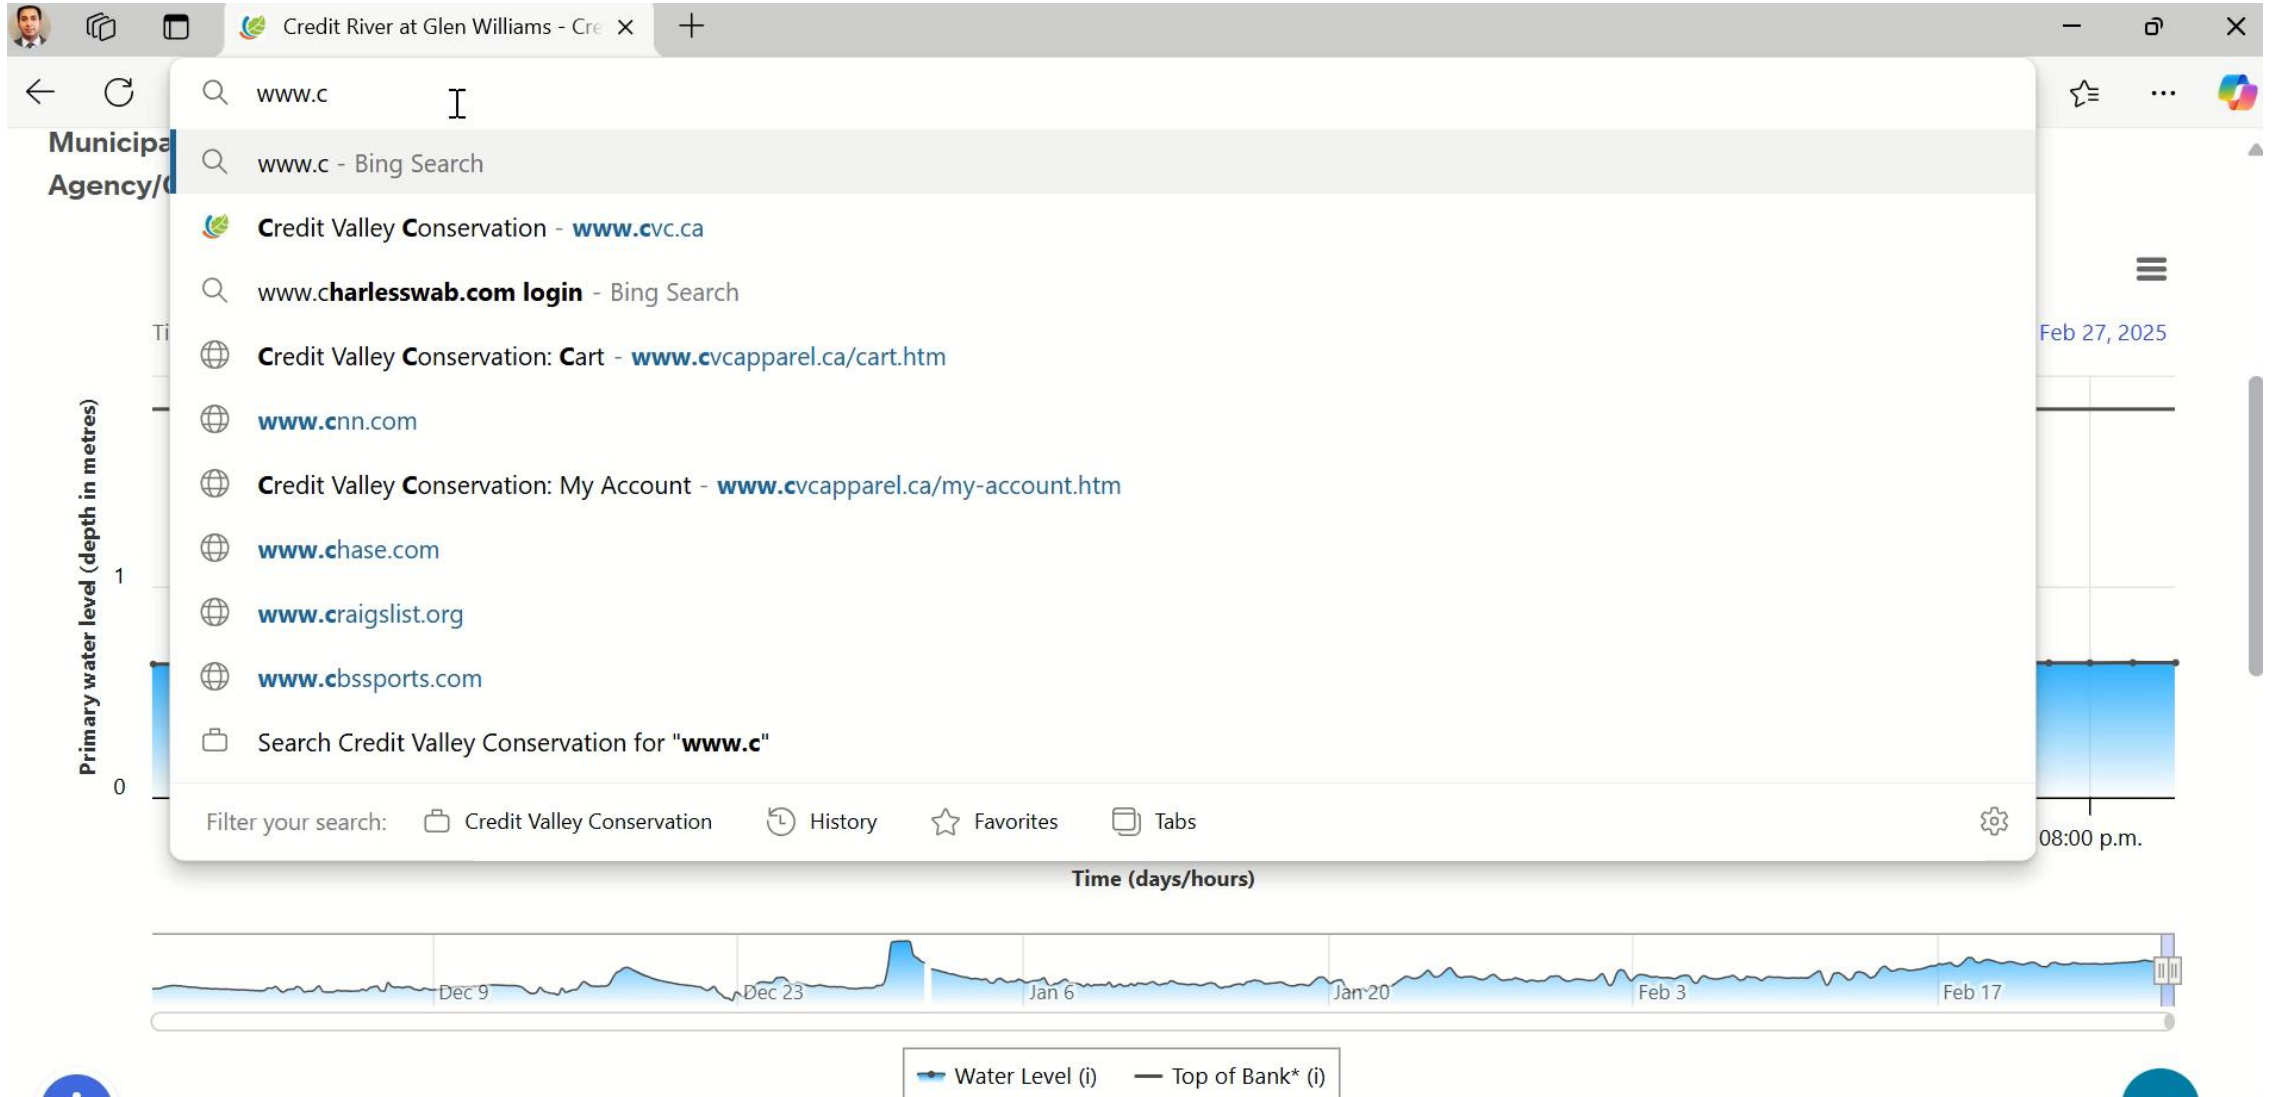 Credit River at Glen Williams - Cre
www.c
Municipa
Agency/
www.c - Bing Search
Credit Valley Conservation - www.cvc.ca
www.charlesswab.com login - Bing Search
Credit Valley Conservation: Cart - www.cvcapparel.ca/cart.htm
www.cnn.com
Credit Valley Conservation: My Account - www.cvcapparel.ca/my-account.htm
www.chase.com
www.craigslist.org
www.cbssports.com
Search Credit Valley Conservation for "www.c"
Filter your search: Credit Valley Conservation History Favorites Tabs
Ti
Feb 27, 2025
Primary water level (depth in metres)
1
0
08:00 p.m.
Time (days/hours)
Dec 9 Dec 23 Jan 6 Jan 20 Feb 3 Feb 17
Water Level (i) Top of Bank* (i)